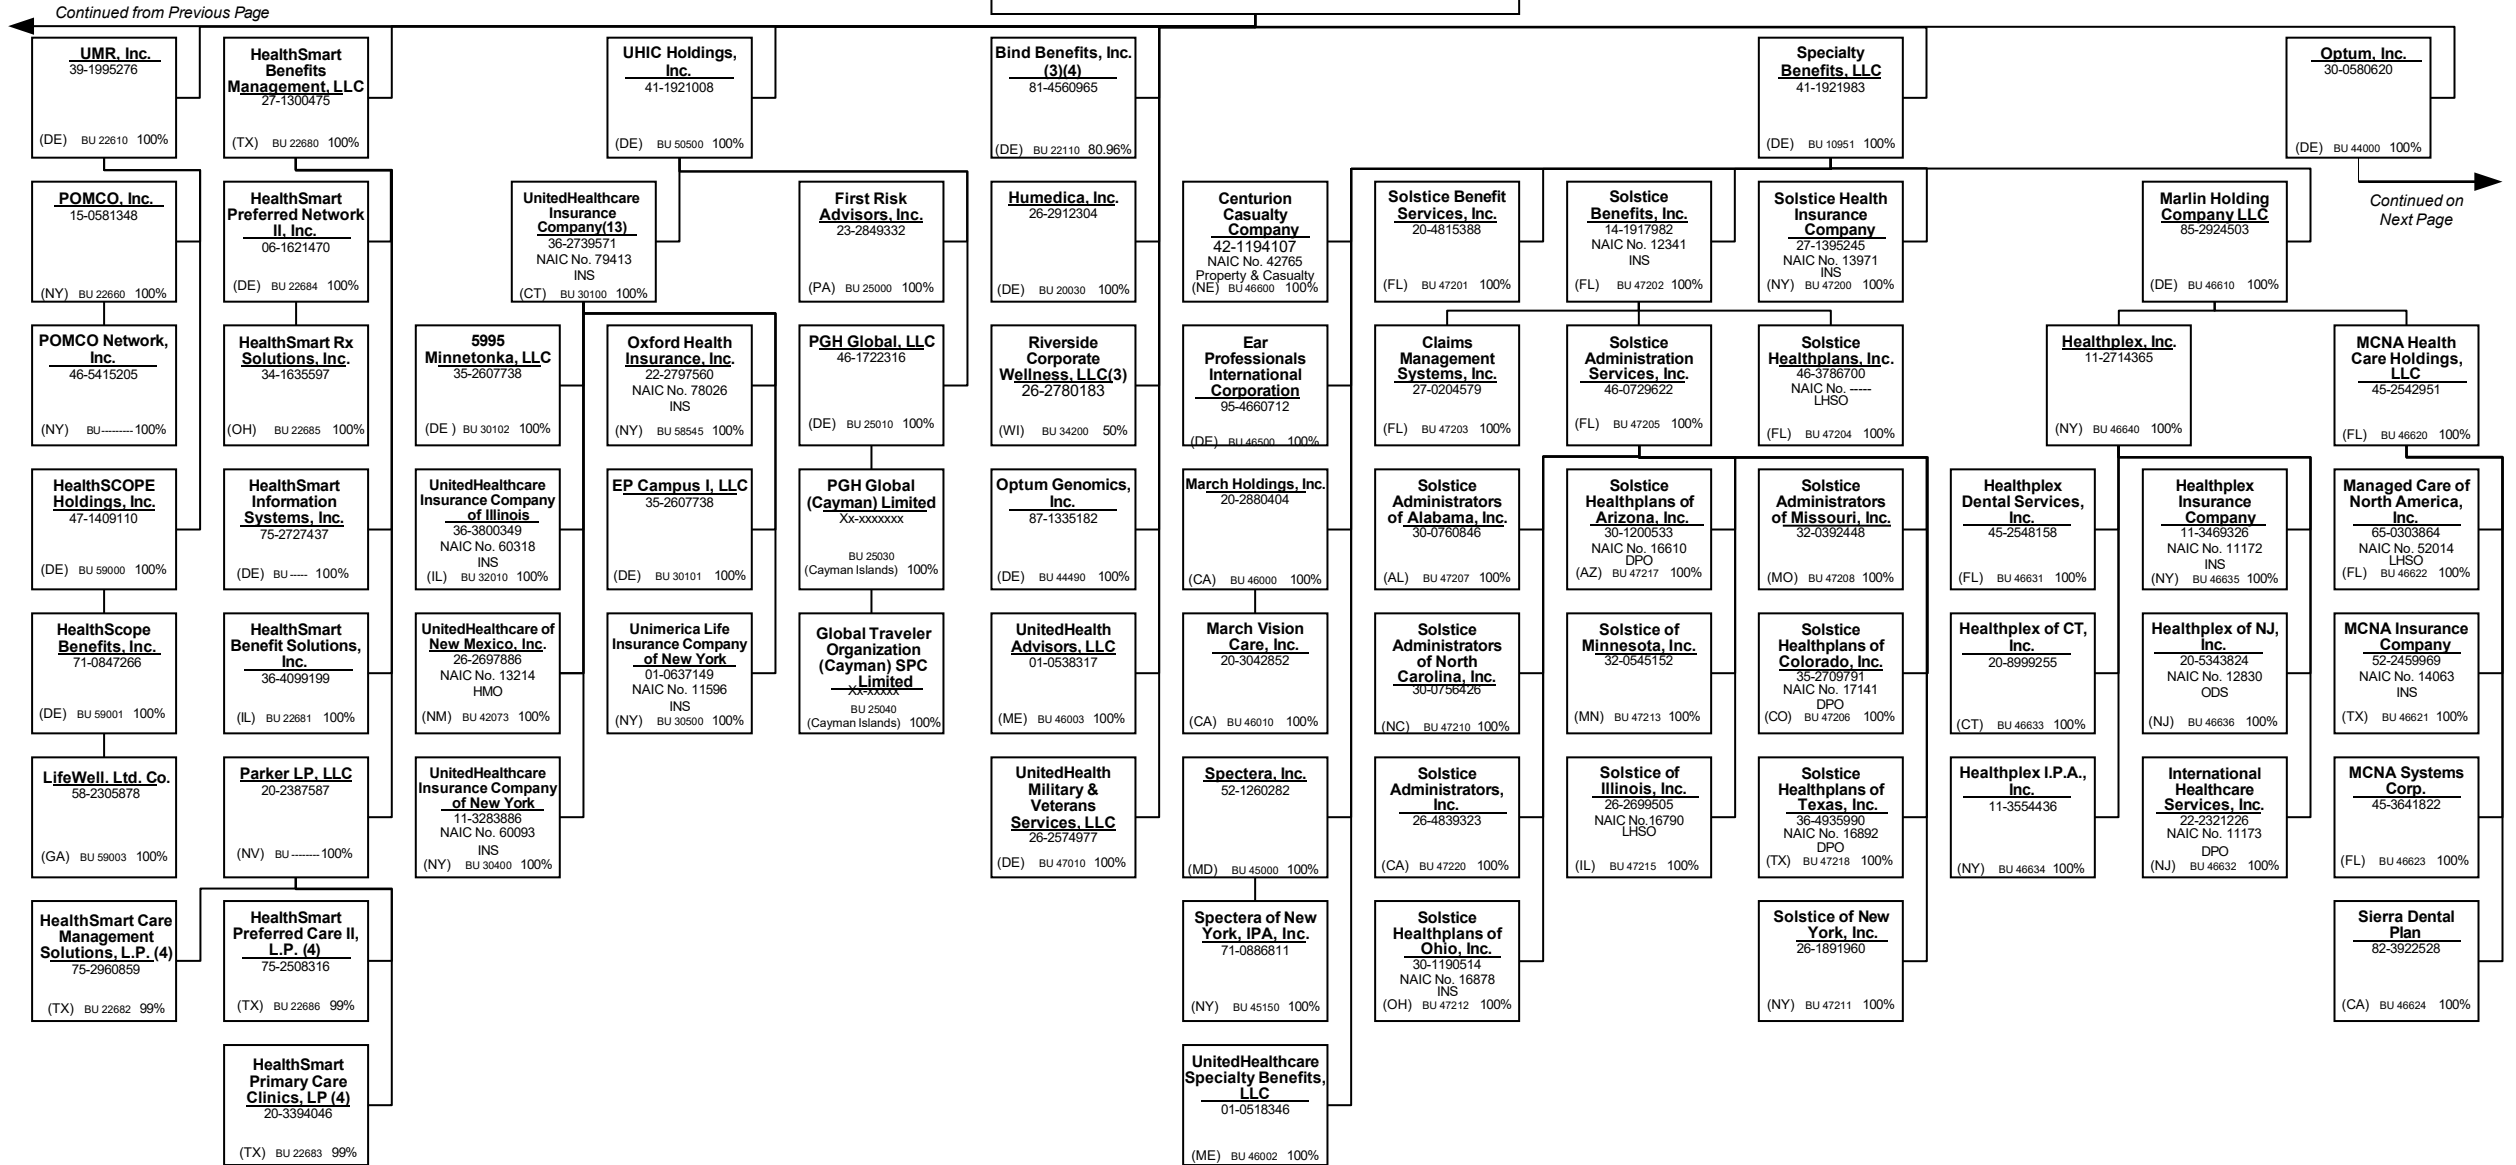 Continued from Previous Page
UMR, Inc.
39-1995276
(DE) BU 22610 100%
HealthSmart
Benefits
Management, LLC
27-1300475
(TX) BU 22680 100%
UHIC Holdings,
Inc.
41-1921008
(DE) BU 50500 100%
Bind Benefits, Inc.
(3)(4)
81-4560965
(DE) BU 22110 80.96%
Specialty
Benefits, LLC
41-1921983
(DE) BU 10951 100%
Optum, Inc.
30-0580620
(DE) BU 44000 100%
POMCO, Inc.
15-0581348
(NY) BU 22660 100%
HealthSmart
Preferred Network
II, Inc.
06-1621470
(DE) BU 22684 100%
UnitedHealthcare
Insurance
Company(13)
36-2739571
NAIC No. 79413
INS
(CT) BU 30100 100%
First Risk
Advisors, Inc.
23-2849332
(PA) BU 25000 100%
Humedica, Inc.
26-2912304
(DE) BU 20030 100%
Centurion
Casualty
Company
42-1194107
NAIC No. 42765
Property & Casualty
(NE) BU 46600 100%
Solstice Benefit
Services, Inc.
20-4815388
(FL) BU 47201 100%
Solstice
Benefits, Inc.
14-1917982
NAIC No. 12341
INS
(FL) BU 47202 100%
Solstice Health
Insurance
Company
27-1395245
NAIC No. 13971
INS
(NY) BU 47200 100%
Marlin Holding
Company LLC
85-2924503
(DE) BU 46610 100%
Continued on
Next Page
POMCO Network,
Inc.
46-5415205
(NY) BU--------- 100%
HealthSmart Rx
Solutions, Inc.
34-1635597
(OH) BU 22685 100%
5995
Minnetonka, LLC
35-2607738
(DE ) BU 30102 100%
Oxford Health
Insurance, Inc.
22-2797560
NAIC No. 78026
INS
(NY) BU 58545 100%
PGH Global, LLC
46-1722316
(DE) BU 25010 100%
Riverside
Corporate
Wellness, LLC(3)
26-2780183
(WI) BU 34200 50%
Ear
Professionals
International
Corporation
95-4660712
(DE) BU 46500 100%
Claims
Management
Systems, Inc.
27-0204579
(FL) BU 47203 100%
Solstice
Administration
Services, Inc.
46-0729622
(FL) BU 47205 100%
Solstice
Healthplans, Inc.
46-3786700
NAIC No. -----
LHSO
(FL) BU 47204 100%
Healthplex, Inc.
11-2714365
(NY) BU 46640 100%
MCNA Health
Care Holdings,
LLC
45-2542951
(FL) BU 46620 100%
HealthSCOPE
Holdings, Inc.
47-1409110
(DE) BU 59000 100%
HealthSmart
Information
Systems, Inc.
75-2727437
(DE) BU ----- 100%
UnitedHealthcare
Insurance Company
of Illinois
36-3800349
NAIC No. 60318
INS
(IL) BU 32010 100%
EP Campus I, LLC
35-2607738
(DE) BU 30101 100%
PGH Global
(Cayman) Limited
Xx-xxxxxxx
BU 25030
(Cayman Islands) 100%
Optum Genomics,
Inc.
87-1335182
(DE) BU 44490 100%
March Holdings, Inc.
20-2880404
(CA) BU 46000 100%
Solstice
Administrators
of Alabama, Inc.
30-0760846
(AL) BU 47207 100%
Solstice
Healthplans of
Arizona, Inc.
30-1200533
NAIC No. 16610
DPO
(AZ) BU 47217 100%
Solstice
Administrators
of Missouri, Inc.
32-0392448
(MO) BU 47208 100%
Healthplex
Dental Services,
Inc.
45-2548158
(FL) BU 46631 100%
Healthplex
Insurance
Company
11-3469326
NAIC No. 11172
INS
(NY) BU 46635 100%
Managed Care of
North America,
Inc.
65-0303864
NAIC No. 52014
LHSO
(FL) BU 46622 100%
HealthScope
Benefits, Inc.
71-0847266
(DE) BU 59001 100%
HealthSmart
Benefit Solutions,
Inc.
36-4099199
(IL) BU 22681 100%
UnitedHealthcare of
New Mexico, Inc.
26-2697886
NAIC No. 13214
HMO
(NM) BU 42073 100%
Unimerica Life
Insurance Company
of New York
01-0637149
NAIC No. 11596
INS
(NY) BU 30500 100%
Global Traveler
Organization
(Cayman) SPC
Limited
Xx-xxxxx
BU 25040
(Cayman Islands) 100%
UnitedHealth
Advisors, LLC
01-0538317
(ME) BU 46003 100%
March Vision
Care, Inc.
20-3042852
(CA) BU 46010 100%
Solstice
Administrators
of North
Carolina, Inc.
30-0756426
(NC) BU 47210 100%
Solstice of
Minnesota, Inc.
32-0545152
(MN) BU 47213 100%
Solstice
Healthplans of
Colorado, Inc.
35-2709791
NAIC No. 17141
DPO
(CO) BU 47206 100%
Healthplex of CT,
Inc.
20-8999255
(CT) BU 46633 100%
Healthplex of NJ,
Inc.
20-5343824
NAIC No. 12830
ODS
(NJ) BU 46636 100%
MCNA Insurance
Company
52-2459969
NAIC No. 14063
INS
(TX) BU 46621 100%
LifeWell. Ltd. Co.
58-2305878
(GA) BU 59003 100%
Parker LP, LLC
20-2387587
(NV) BU -------- 100%
UnitedHealthcare
Insurance Company
of New York
11-3283886
NAIC No. 60093
INS
(NY) BU 30400 100%
UnitedHealth
Military &
Veterans
Services, LLC
26-2574977
(DE) BU 47010 100%
Spectera, Inc.
52-1260282
(MD) BU 45000 100%
Solstice
Administrators,
Inc.
26-4839323
(CA) BU 47220 100%
Solstice of
Illinois, Inc.
26-2699505
NAIC No.16790
LHSO
(IL) BU 47215 100%
Solstice
Healthplans of
Texas, Inc.
36-4935990
NAIC No. 16892
DPO
(TX) BU 47218 100%
Healthplex I.P.A.,
Inc.
11-3554436
(NY) BU 46634 100%
International
Healthcare
Services, Inc.
22-2321226
NAIC No. 11173
DPO
(NJ) BU 46632 100%
MCNA Systems
Corp.
45-3641822
(FL) BU 46623 100%
HealthSmart Care
Management
Solutions, L.P. (4)
75-2960859
(TX) BU 22682 99%
HealthSmart
Preferred Care II,
L.P. (4)
75-2508316
(TX) BU 22686 99%
Spectera of New
York, IPA, Inc.
71-0886811
(NY) BU 45150 100%
Solstice
Healthplans of
Ohio, Inc.
30-1190514
NAIC No. 16878
INS
(OH) BU 47212 100%
Solstice of New
York, Inc.
26-1891960
(NY) BU 47211 100%
Sierra Dental
Plan
82-3922528
(CA) BU 46624 100%
HealthSmart
Primary Care
Clinics, LP (4)
20-3394046
(TX) BU 22683 99%
UnitedHealthcare
Specialty Benefits,
LLC
01-0518346
(ME) BU 46002 100%